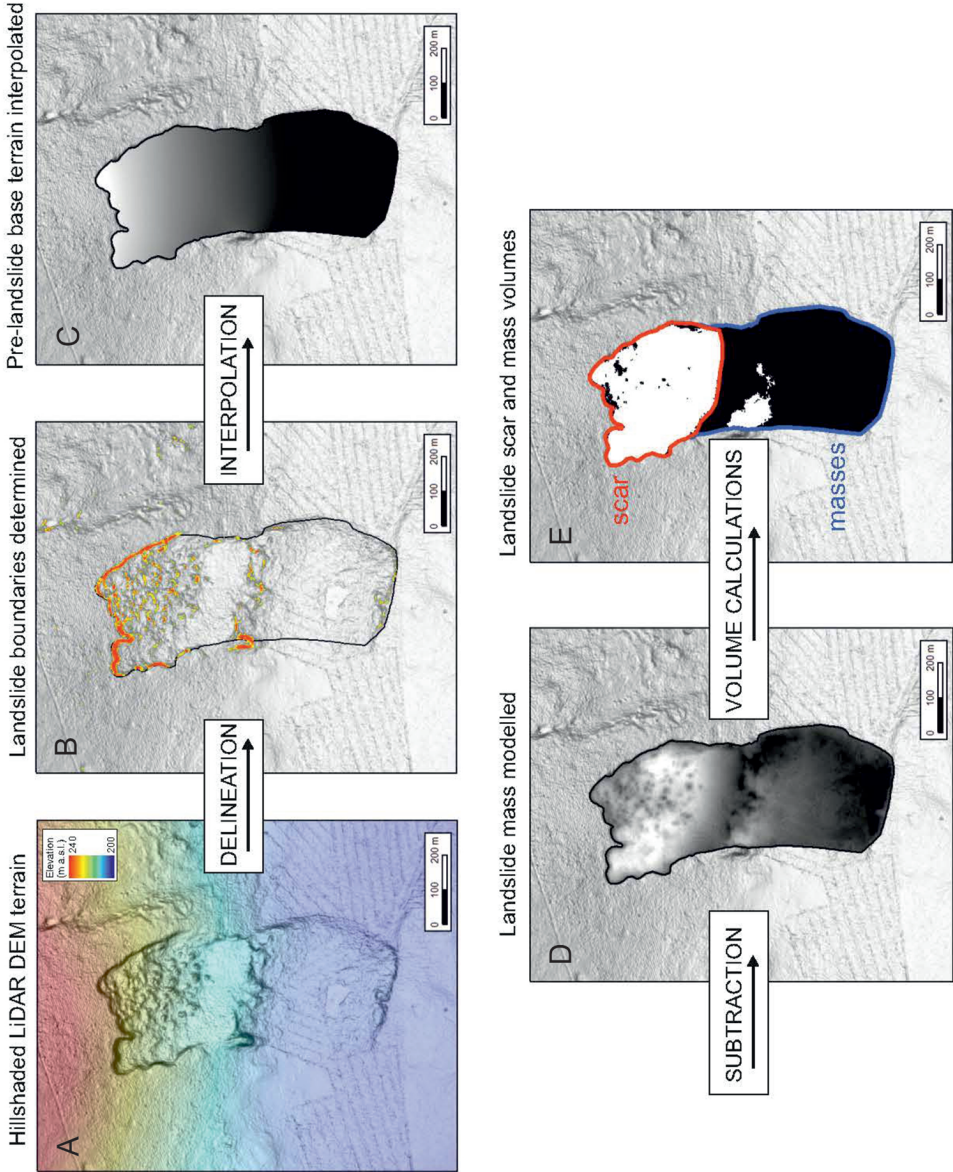 Hillshaded LiDAR DEM terrain
A
Elevation
(m a.s.l.)
240
200
0 100 200 m
DELINEATION
Landslide boundaries determined
B
0 100 200 m
INTERPOLATION
Pre-landslide base terrain interpolated
C
0 100 200 m
SUBTRACTION
Landslide mass modelled
D
0 100 200 m
VOLUME CALCULATIONS
Landslide scar and mass volumes
E
scar
masses
0 100 200 m